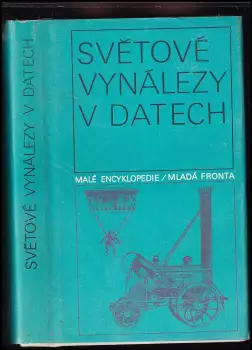 SVĚTOVÉ VYNÁLEZY V DATECH
SVĚTOVÉ
VYNÁLEZY
V DATECH
MALÉ ENCYKLOPEDIE/MLADÁ FRONTA